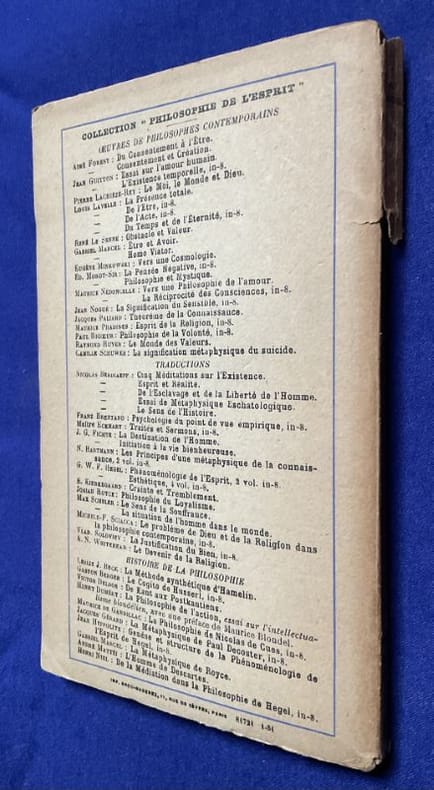 COLLECTION " PHILOSOPHIE DE L'ESPRIT "
ŒUVRES DE PHILOSOPHES CONTEMPORAINS
AIMÉ FOREST : Du Consentement à l'Être.
— Consentement et Création.
JEAN GUITTON : Essai sur l'amour humain.
— L'Existence temporelle, in-8.
PIERRE LACHIÈZE-REY : Le Moi, le Monde et Dieu.
LOUIS LAVELLE : La Présence totale.
— De l'Être, in-8.
— De l'Acte, in-8.
— Du Temps et de l'Éternité, in-8.
RENÉ LE SENNE : Obstacle et Valeur.
GABRIEL MARCEL : Être et Avoir.
— Homo Viator.
EUGÈNE MINKOWSKI : Vers une Cosmologie.
ED. MOROT-SIR : La Pensée Négative, in-8.
— Philosophie et Mystique.
MAURICE NÉDONCELLE : Vers une Philosophie de l'amour.
— La Réciprocité des Consciences, in-8.
JEAN NOGUÉ : La Signification du Sensible, in-8.
JACQUES PALIARD : Théorème de la Connaissance.
MAURICE PRADINES : Esprit de la Religion, in-8.
PAUL RICŒUR : Philosophie de la Volonté, in-8.
RAYMOND RUYER : Le Monde des Valeurs.
CAMILLE SCHUWER : La signification métaphysique du suicide.
TRADUCTIONS
NICOLAS BERDIAEFF : Cinq Méditations sur l'Existence.
— Esprit et Réalité.
— De l'Esclavage et de la Liberté de l'Homme.
— Essai de Métaphysique Eschatologique.
— Le Sens de l'Histoire.
FRANZ BRENTANO : Psychologie du point de vue empirique, in-8.
MAITRE ECKHART : Traités et Sermons, in-8.
J. G. FICHTE : La Destination de l'Homme.
— Initiation à la vie bienheureuse.
N. HARTMANN : Les Principes d'une métaphysique de la connais-
sance, 2 vol. in-8.
G. W. F. HEGEL : Phénoménologie de l'Esprit, 2 vol. in-8.
— Esthétique, vol. in-8.
S. KIERKEGAARD : Crainte et Tremblement.
JOSIAH ROYCE : Philosophie du Loyalisme.
MAX SCHELER : Le Sens de la Souffrance.
— La situation de l'homme dans le monde.
MICHELE-F. SCIACCA : Le problème de Dieu et de la Religion dans
la philosophie contemporaine, in-8.
VLAD. SOLOVIEV : La Justification du Bien, in-8.
A. N. WHITEHEAD : Le Devenir de la Religion.
HISTOIRE DE LA PHILOSOPHIE
LESLIE J. BECK : La Méthode synthétique d'Hamelin.
GASTON BERGER : Le Cogito de Husserl, in-8.
VICTOR DELBOS : De Kant aux Postkantiens.
HENRY DUMÉRY : La Philosophie de l'action, essai sur l'intellectua-
lisme blondélien, avec une préface de Maurice Blondel.
MAURICE DE GANDILLAC : La Philosophie de Nicolas de Cues, in-8.
JACQUES GÉRARD : La Métaphysique de Paul Decoster, in-8.
JEAN HYPPOLITE : Genèse et structure de la Phénoménologie de
l'Esprit de Hegel, in-8.
GABRIEL MARCEL : La Métaphysique de Royce.
ANDRÉ MATTEI : L'Homme de Descartes.
HENRI NIEL : De la Médiation dans la Philosophie de Hegel, in-8.
RUE DE SÈVRES, PARIS 1-51